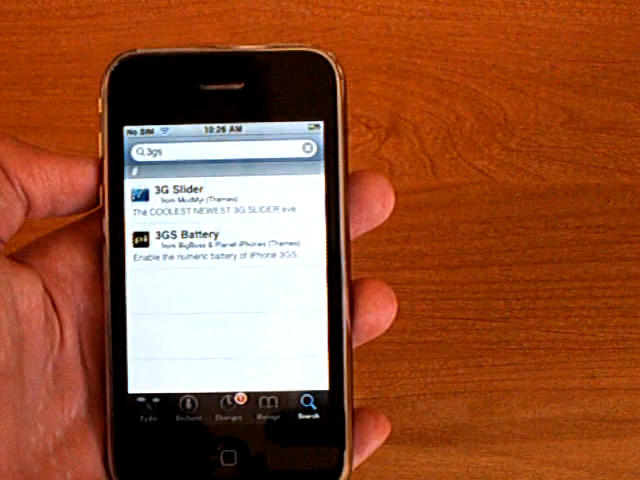 No SIM 10:26 AM
3gs
#
3G Slider
from ModMyi (Themes)
The COOLEST NEWEST 3G SLIDER eve
3GS Battery
from BigBoss & Planet-iPhones (Themes)
Enable the numeric battery of iPhone 3GS
Cydia Sections Changes Manage Search